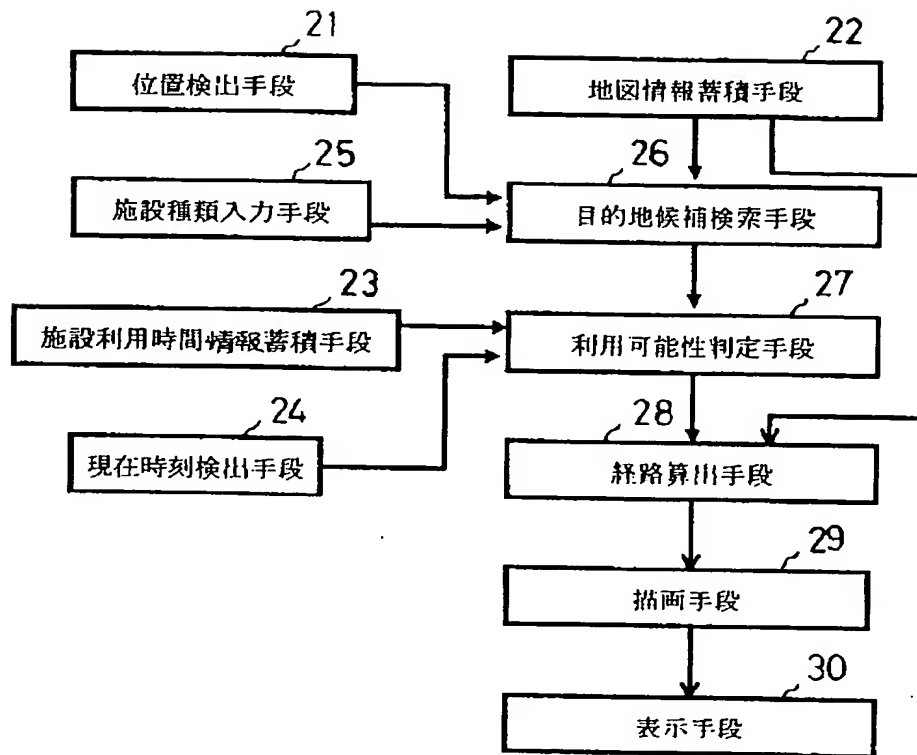 21
位置検出手段
22
地図情報蓄積手段
25
施設種類入力手段
26
目的地候補検索手段
23
施設利用時間情報蓄積手段
27
利用可能性判定手段
24
現在時刻検出手段
28
経路算出手段
29
描画手段
30
表示手段